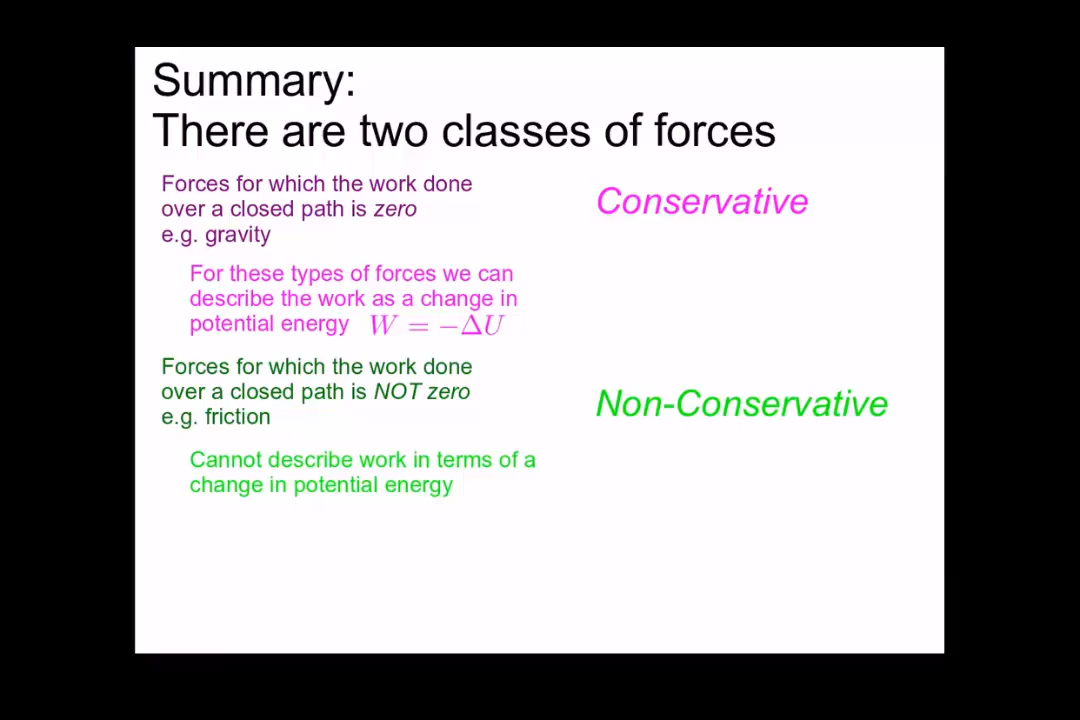 Summary:
There are two classes of forces
Forces for which the work done
over a closed path is zero
e.g. gravity
Conservative
For these types of forces we can
describe the work as a change in
potential energy W = −ΔU
Forces for which the work done
over a closed path is NOT zero
e.g. friction
Non-Conservative
Cannot describe work in terms of a
change in potential energy